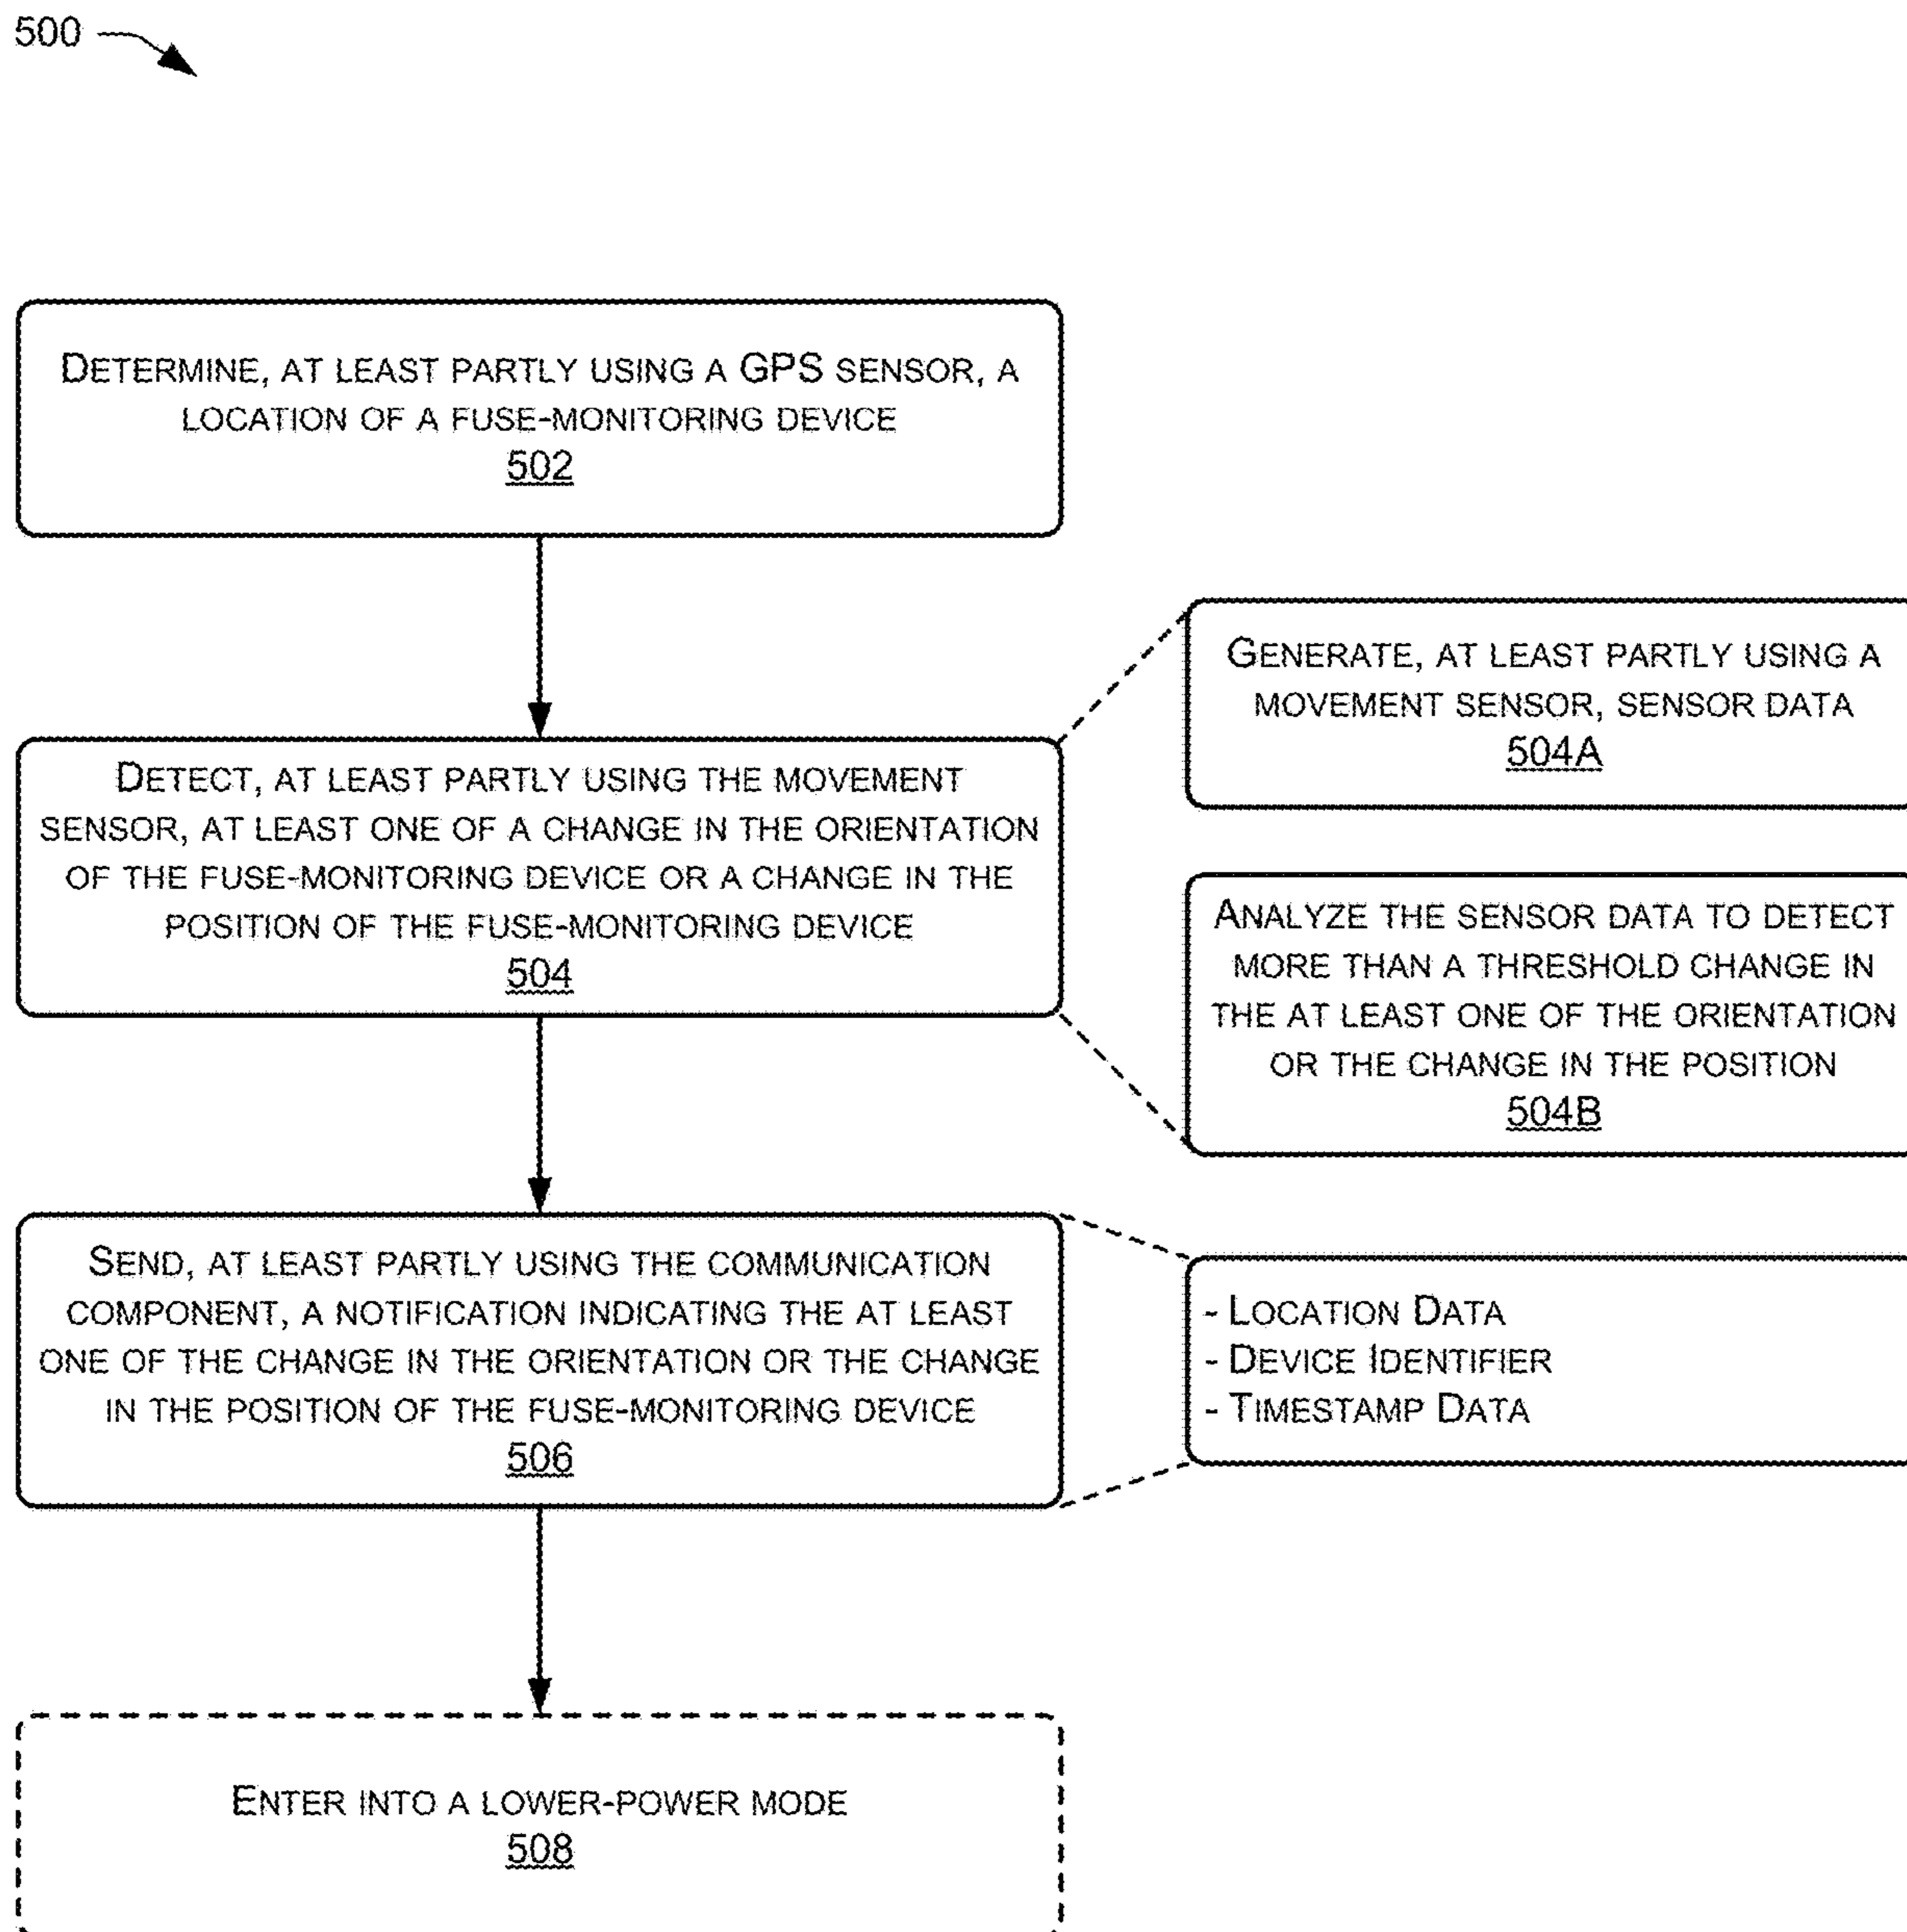 500
DETERMINE, AT LEAST PARTLY USING A GPS SENSOR, A
LOCATION OF A FUSE-MONITORING DEVICE
502
GENERATE, AT LEAST PARTLY USING A
MOVEMENT SENSOR, SENSOR DATA
504A
DETECT, AT LEAST PARTLY USING THE MOVEMENT
SENSOR, AT LEAST ONE OF A CHANGE IN THE ORIENTATION
OF THE FUSE-MONITORING DEVICE OR A CHANGE IN THE
POSITION OF THE FUSE-MONITORING DEVICE
504
ANALYZE THE SENSOR DATA TO DETECT
MORE THAN A THRESHOLD CHANGE IN
THE AT LEAST ONE OF THE ORIENTATION
OR THE CHANGE IN THE POSITION
504B
SEND, AT LEAST PARTLY USING THE COMMUNICATION
COMPONENT, A NOTIFICATION INDICATING THE AT LEAST
ONE OF THE CHANGE IN THE ORIENTATION OR THE CHANGE
IN THE POSITION OF THE FUSE-MONITORING DEVICE
506
- LOCATION DATA
- DEVICE IDENTIFIER
- TIMESTAMP DATA
ENTER INTO A LOWER-POWER MODE
508